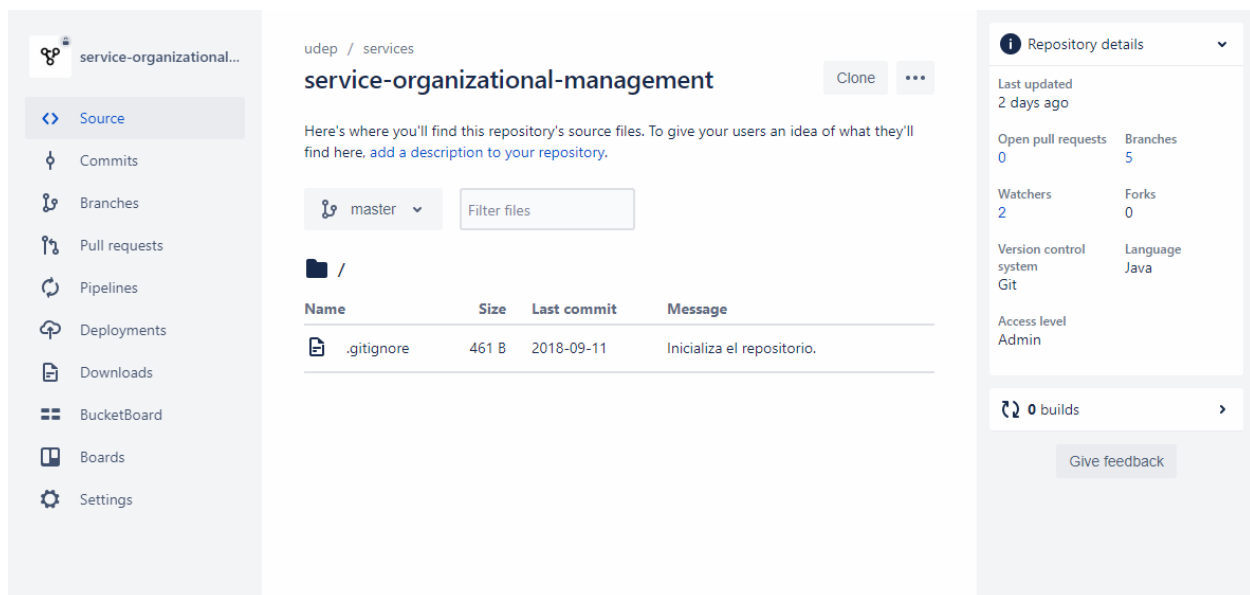 service-organizational...
Source
Commits
Branches
Pull requests
Pipelines
Deployments
Downloads
BucketBoard
Boards
Settings
udep / services
service-organizational-management
Clone
Here's where you'll find this repository's source files. To give your users an idea of what they'll
find here, add a description to your repository.
master
Filter files
/
Name Size Last commit Message
.gitignore 461 B 2018-09-11 Inicializa el repositorio.
Repository details
Last updated
2 days ago
Open pull requests Branches
0 5
Watchers Forks
2 0
Version control Language
system Java
Git
Access level
Admin
0 builds
Give feedback